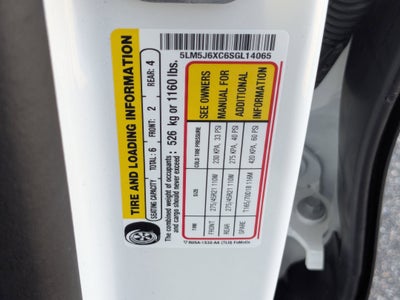 5LM5J6XC6SGL14065
TIRE AND LOADING INFORMATION
SEATING CAPACITY TOTAL: 6 FRONT: 2 REAR: 4
The combined weight of occupants and cargo should never exceed : 526 kg or 1160 lbs.
TIRE SIZE COLD TIRE PRESSURE
FRONT 275/45R21 110W 230 KPA, 33 PSI
REAR 275/45R21 110W 275 KPA, 40 PSI
SPARE T165/70D18 116M 420 KPA, 60 PSI
SEE OWNERS
MANUAL FOR
ADDITIONAL
INFORMATION